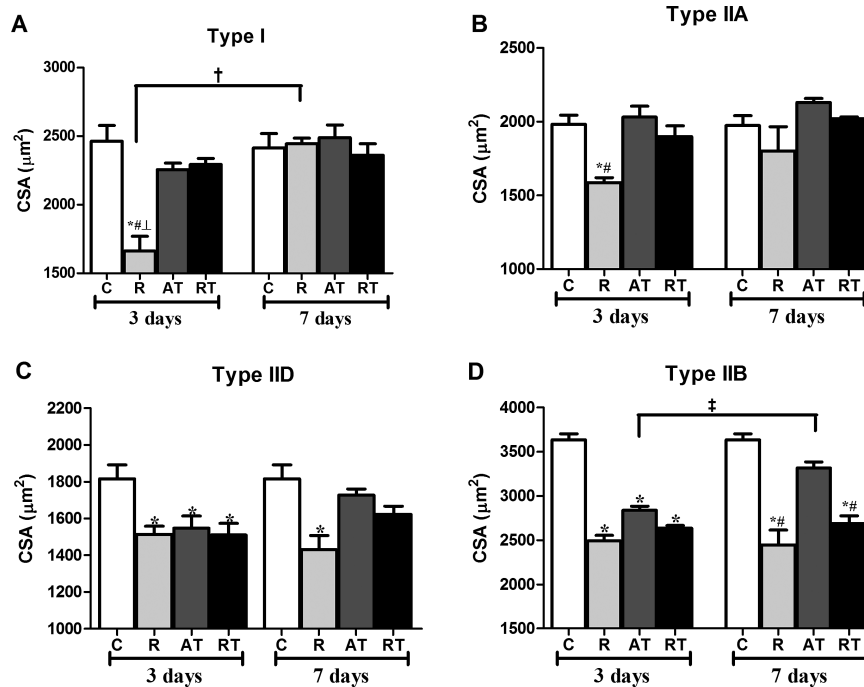 A
Type I
CSA (μm²)
3000
2500
2000
1500
†
*#⊥
C R AT RT C R AT RT
3 days 7 days
B
Type IIA
CSA (μm²)
2500
2000
1500
1000
*#
C R AT RT C R AT RT
3 days 7 days
C
Type IID
CSA (μm²)
2200
2000
1800
1600
1400
1200
1000
* * * *
C R AT RT C R AT RT
3 days 7 days
D
Type IIB
CSA (μm²)
4000
3500
3000
2500
2000
1500
‡
* * * *# *#
C R AT RT C R AT RT
3 days 7 days